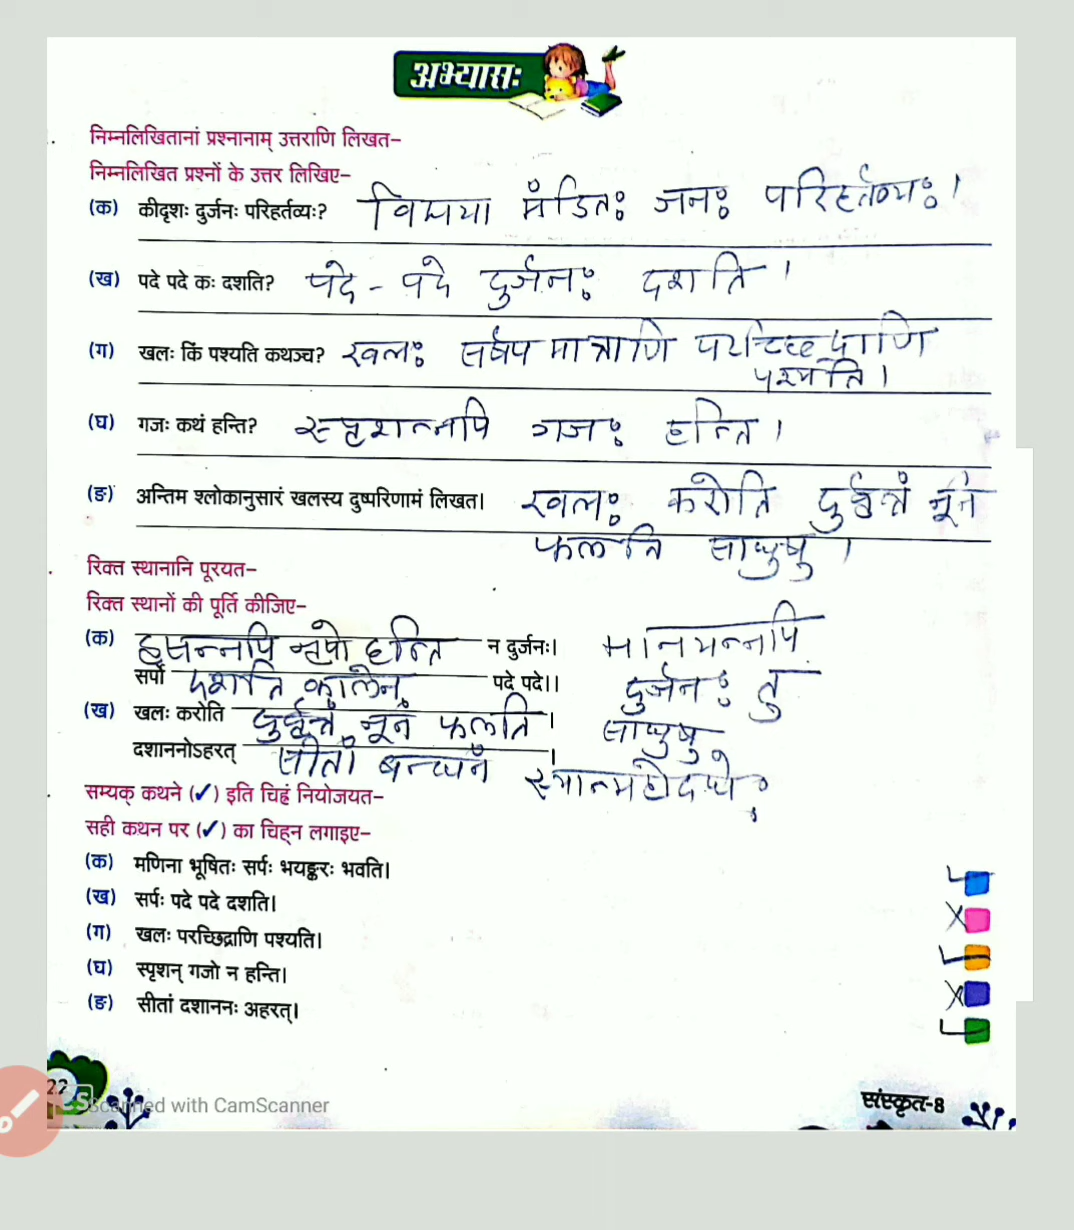 अभ्यासः
निम्नलिखितानां प्रश्नानाम् उत्तराणि लिखत–
निम्नलिखित प्रश्नों के उत्तर लिखिए–
(क) कीदृशः दुर्जनः परिहर्तव्यः? विद्यया मंडितः जनः परिहर्तव्यः।
(ख) पदे पदे कः दशति? पदे - पदे दुर्जनः दशति।
(ग) खलः किं पश्यति कथञ्च? खलः सर्षप मात्राणि
पश्यति।
(घ) गजः कथं हन्ति? स्पृशन्नपि गजः हन्ति।
(ङ) अन्तिम श्लोकानुसारं खलस्य दुष्परिणामं लिखत। खलः करोति दुर्वृत्तं नूनं
फलति साधुषु।
रिक्त स्थानानि पूरयत–
रिक्त स्थानों की पूर्ति कीजिए–
(क) हसन्नपि नृपो हन्ति न दुर्जनः। मानयन्नपि
सर्पो दशति कालेन पदे पदे।। दुर्जनः तु
(ख) खलः करोति दुर्वृत्तं नूनं फलति। साधुषु
दशाननोऽहरत् सीतां बन्धनं। स्यान्महोदधेः
सम्यक् कथने (✓) इति चिह्नं नियोजयत–
सही कथन पर (✓) का चिह्न लगाइए–
(क) मणिना भूषितः सर्पः भयङ्करः भवति।
(ख) सर्पः पदे पदे दशति। X
(ग) खलः परच्छिद्राणि पश्यति।
(घ) स्पृशन् गजो न हन्ति। X
(ङ) सीतां दशाननः अहरत्।
22
CS Scanned with CamScanner
संस्कृत-8